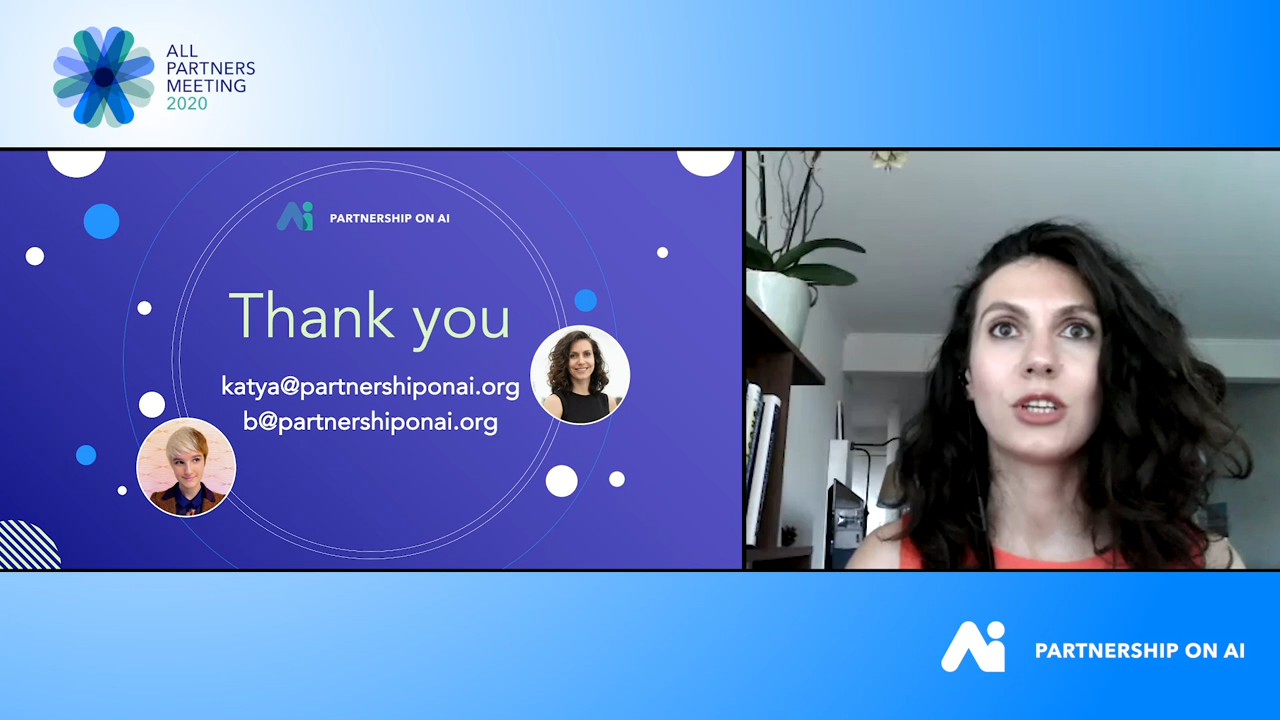 ALL
PARTNERS
MEETING
2020
PARTNERSHIP ON AI
Thank you
katya@partnershiponai.org
b@partnershiponai.org
PARTNERSHIP ON AI